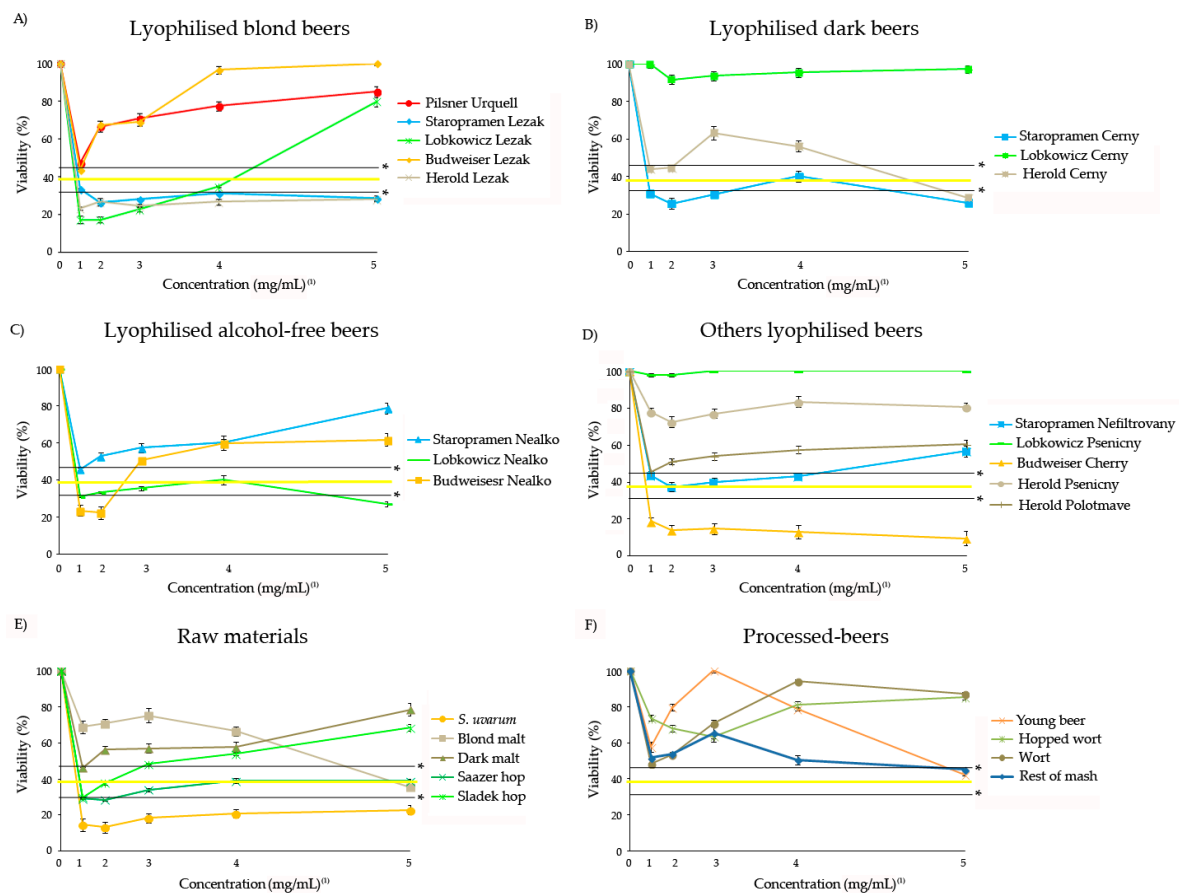 A)
Lyophilised blond beers
Viability (%)
100
80
60
40
20
0
*
*
0 1 2 3 4 5
Concentration (mg/mL)⁽¹⁾
Pilsner Urquell
Staropramen Lezak
Lobkowicz Lezak
Budweiser Lezak
Herold Lezak
B)
Lyophilised dark beers
Viability (%)
100
80
60
40
20
0
*
*
0 1 2 3 4 5
Concentration (mg/mL)⁽¹⁾
Staropramen Cerny
Lobkowicz Cerny
Herold Cerny
C)
Lyophilised alcohol-free beers
Viability (%)
100
80
60
40
20
0
*
*
0 1 2 3 4 5
Concentration (mg/mL)⁽¹⁾
Staropramen Nealko
Lobkowicz Nealko
Budweisesr Nealko
D)
Others lyophilised beers
Viability (%)
100
80
60
40
20
0
*
*
0 1 2 3 4 5
Concentration (mg/mL)⁽¹⁾
Staropramen Nefiltrovany
Lobkowicz Psenicny
Budweiser Cherry
Herold Psenicny
Herold Polotmave
E)
Raw materials
Viability (%)
100
80
60
40
20
0
*
*
0 1 2 3 4 5
Concentration (mg/mL)⁽¹⁾
S. uvarum
Blond malt
Dark malt
Saazer hop
Sladek hop
F)
Processed-beers
Viability (%)
100
80
60
40
20
0
*
*
0 1 2 3 4 5
Concentration (mg/mL)⁽¹⁾
Young beer
Hopped wort
Wort
Rest of mash